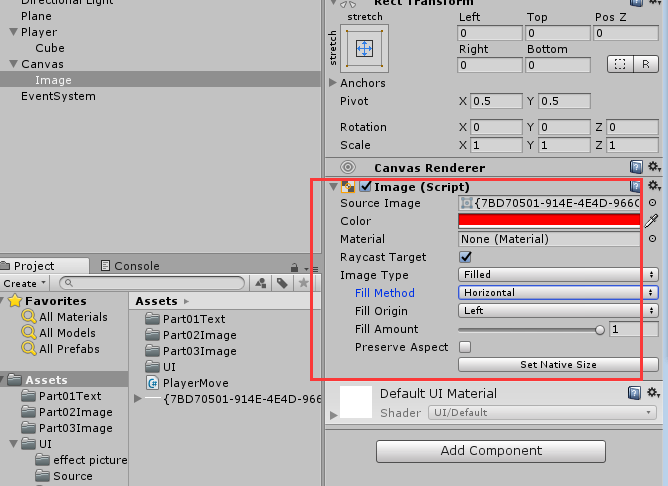 Directional Light
Plane
Player
Cube
Canvas
Image
EventSystem
Project
Console
Create
Favorites
All Materials
All Models
All Prefabs
Assets
Part01Text
Part02Image
Part03Image
UI
effect picture
Source
Assets
Part01Text
Part02Image
Part03Image
UI
PlayerMove
{7BD70501-914E-4E4D-966
Rect Transform
stretch
stretch
Left Top Pos Z
0 0 0
Right Bottom
0 0 R
Anchors
Pivot X 0.5 Y 0.5
Rotation X 0 Y 0 Z 0
Scale X 1 Y 1 Z 1
Canvas Renderer
Image (Script)
Source Image {7BD70501-914E-4E4D-966C
Color
Material None (Material)
Raycast Target
Image Type Filled
Fill Method Horizontal
Fill Origin Left
Fill Amount 1
Preserve Aspect
Set Native Size
Default UI Material
Shader UI/Default
Add Component